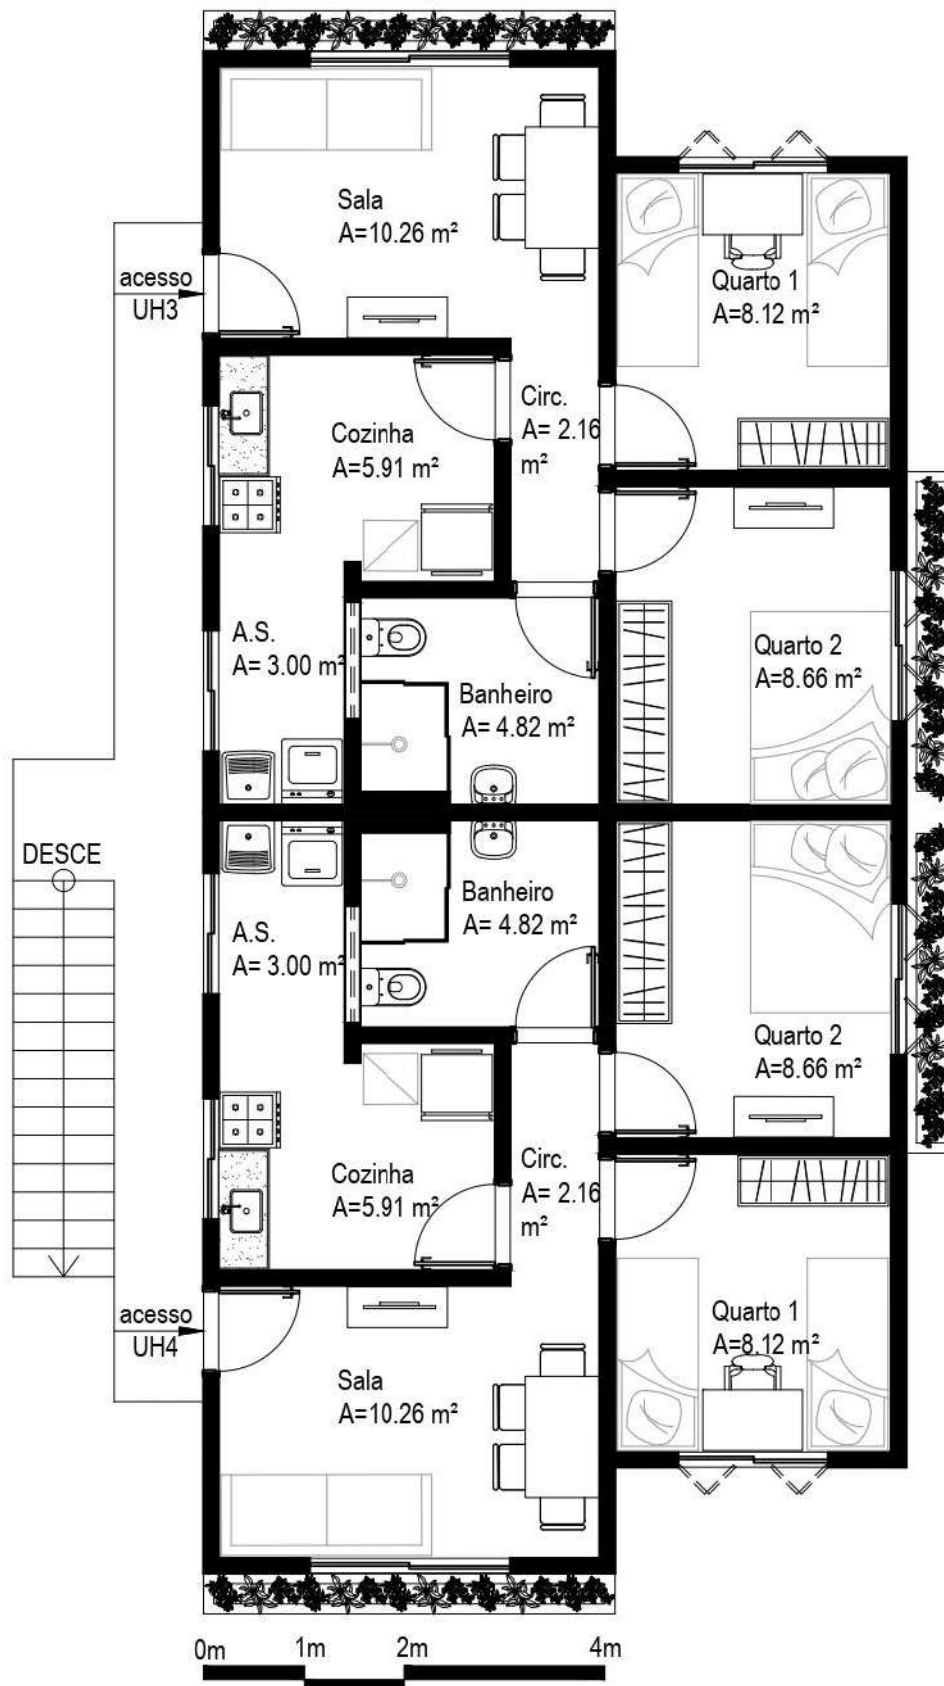 Sala
A=10.26 m²
acesso
UH3
Quarto 1
A=8.12 m²
Circ.
A= 2.16
m²
Cozinha
A=5.91 m²
A.S.
A= 3.00 m²
Quarto 2
A=8.66 m²
Banheiro
A= 4.82 m²
DESCE
Banheiro
A= 4.82 m²
A.S.
A= 3.00 m²
Quarto 2
A=8.66 m²
Cozinha
A=5.91 m²
Circ.
A= 2.16
m²
acesso
UH4
Quarto 1
A=8.12 m²
Sala
A=10.26 m²
0m 1m 2m 4m